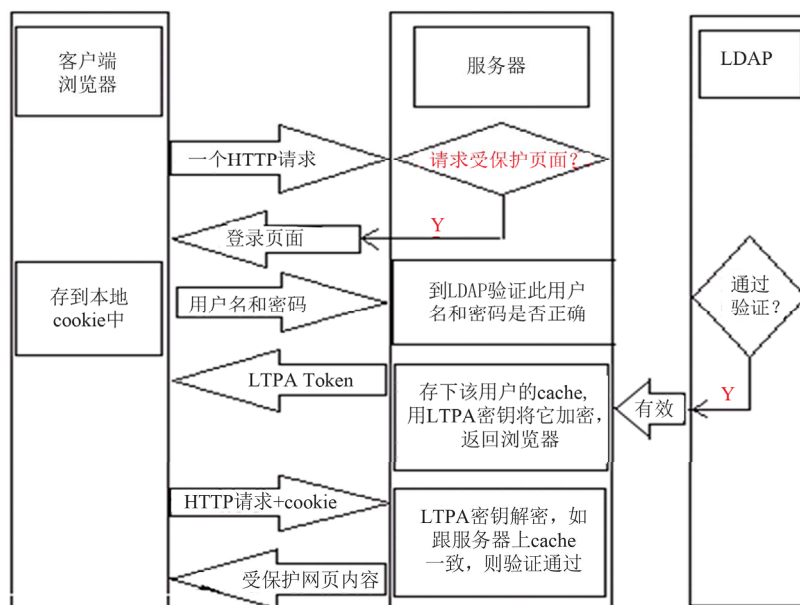 客户端
浏览器
服务器
LDAP
一个HTTP请求
请求受保护页面?
Y
登录页面
存到本地
cookie中
用户名和密码
到LDAP验证此用户
名和密码是否正确
通过
验证?
LTPA Token
存下该用户的cache,
用LTPA密钥将它加密,
返回浏览器
有效
Y
HTTP请求+cookie
LTPA密钥解密，如
跟服务器上cache
一致，则验证通过
受保护网页内容